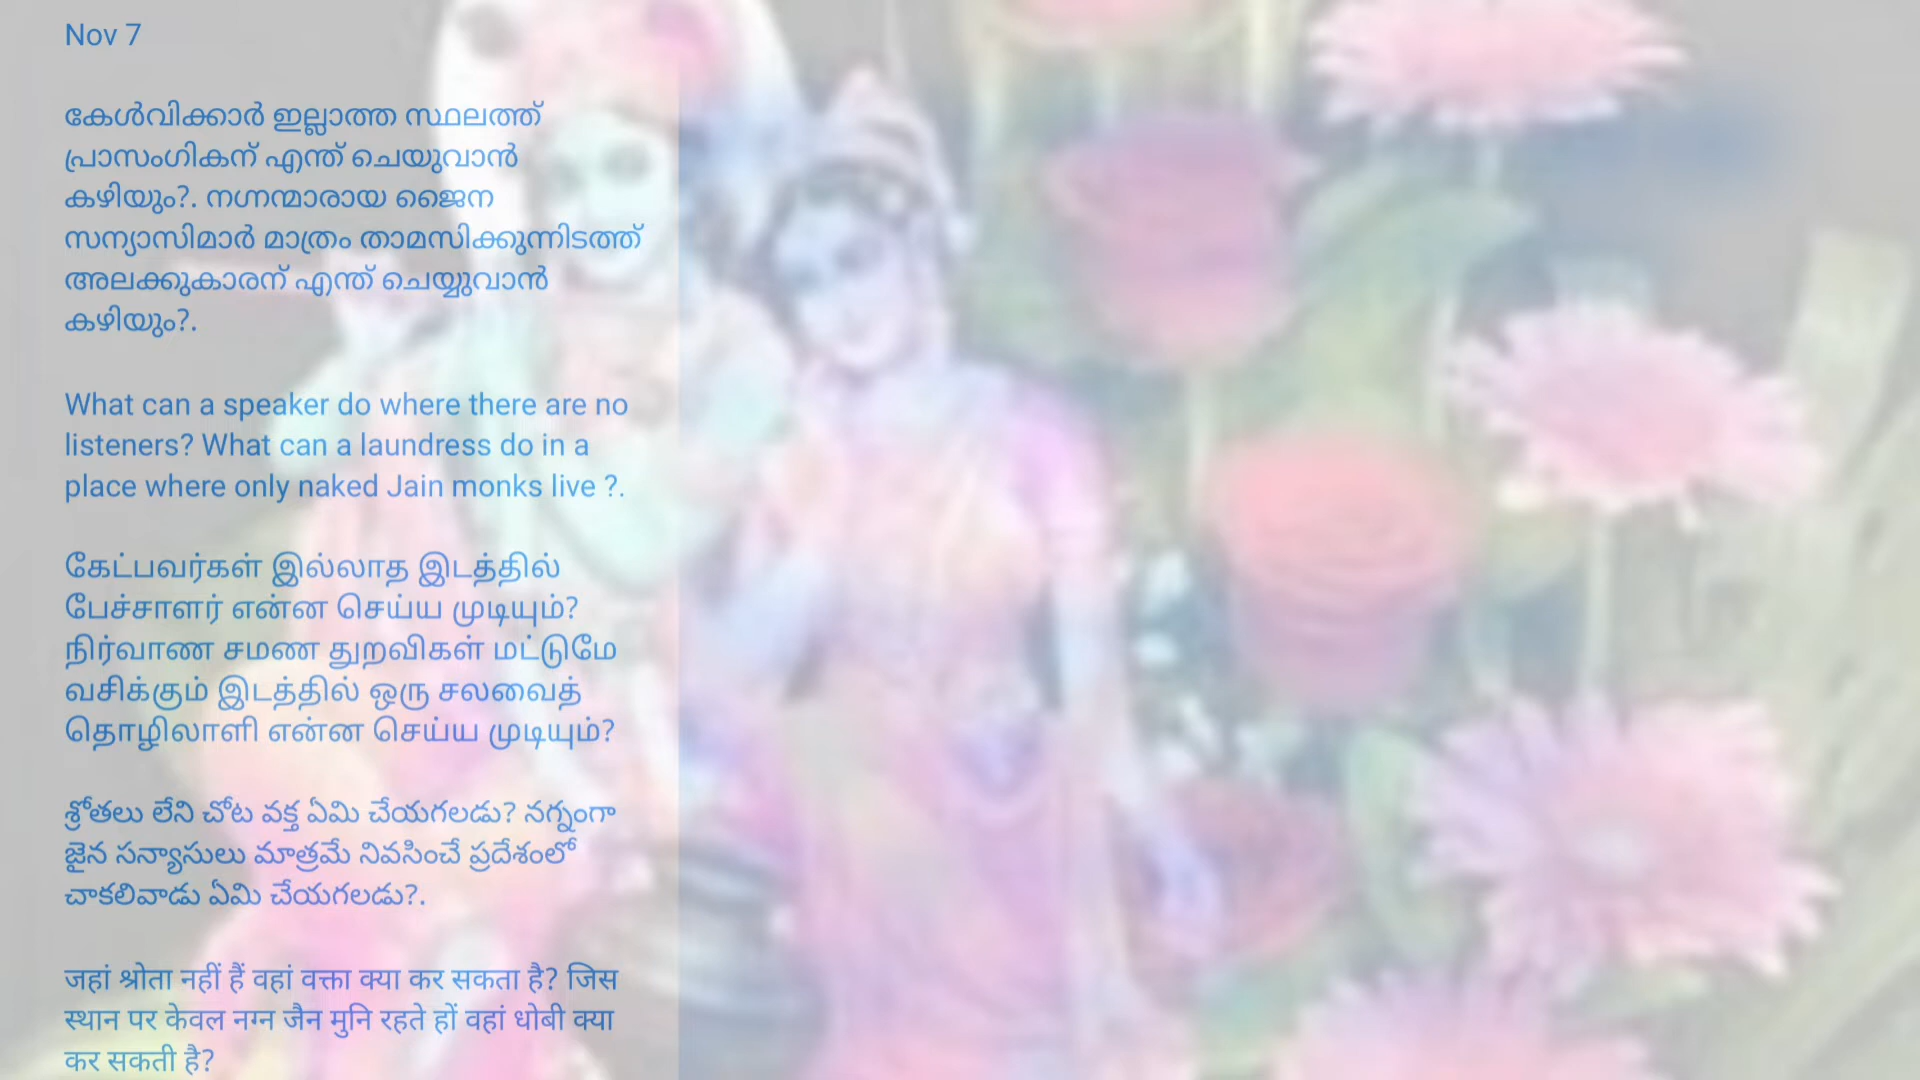 Nov 7
കേൾവിക്കാർ ഇല്ലാത്ത സ്ഥലത്ത്
പ്രാസംഗികന് എന്ത് ചെയുവാൻ
കഴിയും?. നഗ്നന്മാരായ ജൈന
സന്യാസിമാർ മാത്രം താമസിക്കുന്നിടത്ത്
അലക്കുകാരന് എന്ത് ചെയ്യുവാൻ
കഴിയും?.
What can a speaker do where there are no
listeners? What can a laundress do in a
place where only naked Jain monks live ?.
கேட்பவர்கள் இல்லாத இடத்தில்
பேச்சாளர் என்ன செய்ய முடியும்?
நிர்வாண சமண துறவிகள் மட்டுமே
வசிக்கும் இடத்தில் ஒரு சலவைத்
தொழிலாளி என்ன செய்ய முடியும்?
శ్రోతలు లేని చోట వక్త ఏమి చేయగలడు? నగ్నంగా
జైన సన్యాసులు మాత్రమే నివసించే ప్రదేశంలో
చాకలివాడు ఏమి చేయగలడు?.
जहां श्रोता नहीं हैं वहां वक्ता क्या कर सकता है? जिस
स्थान पर केवल नग्न जैन मुनि रहते हों वहां धोबी क्या
कर सकती है?